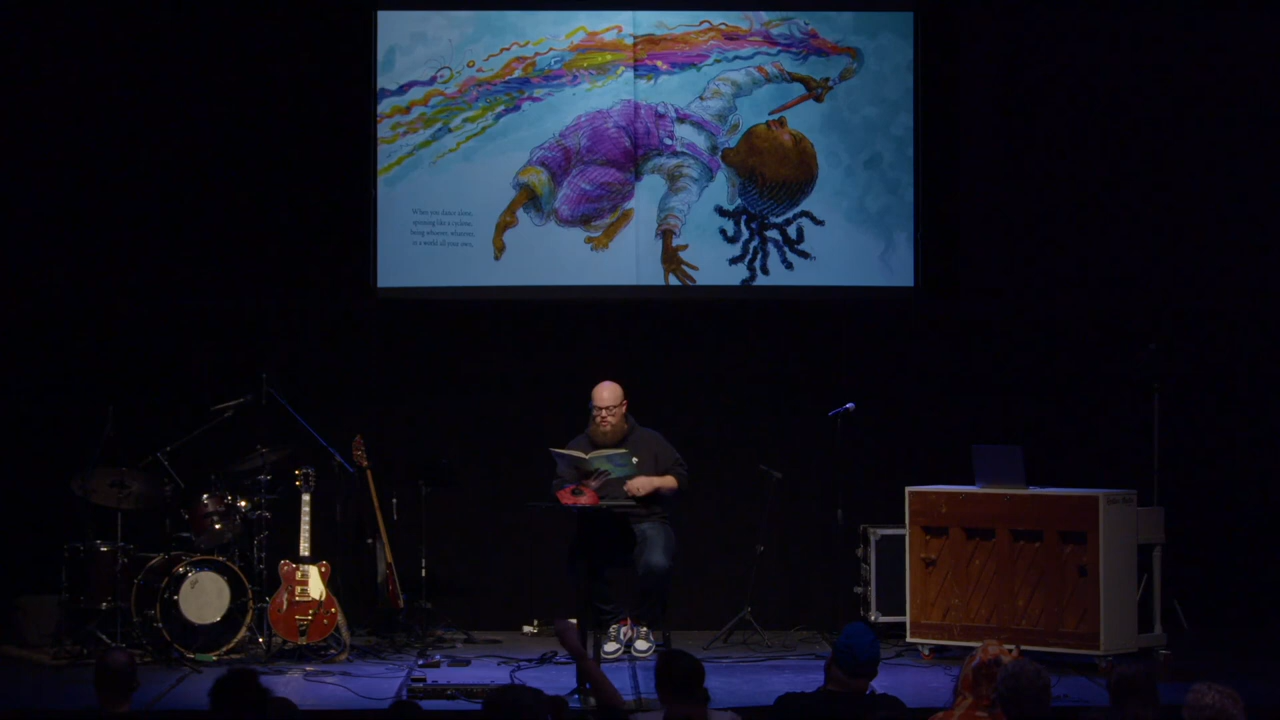 When you dance alone,
spinning like a cyclone,
being whoever, whatever,
in a world all your own,